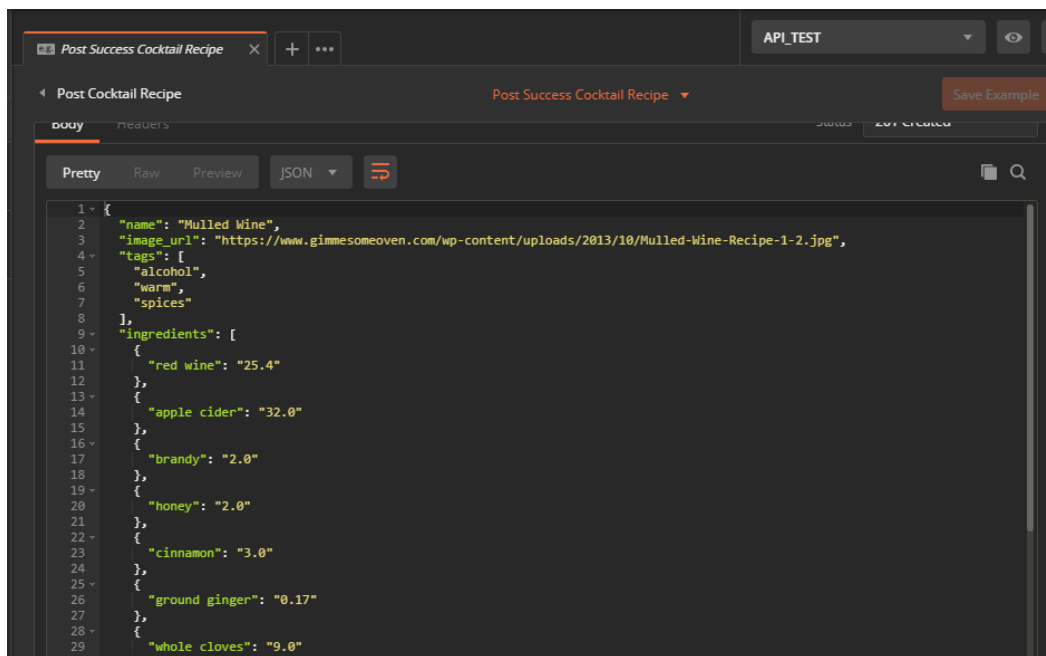 e.g. Post Success Cocktail Recipe
API_TEST
Post Cocktail Recipe
Post Success Cocktail Recipe
Save Example
Body Headers Status 201 Created
Pretty Raw Preview JSON
1 {
2 "name": "Mulled Wine",
3 "image_url": "https://www.gimmesomeoven.com/wp-content/uploads/2013/10/Mulled-Wine-Recipe-1-2.jpg",
4 "tags": [
5 "alcohol",
6 "warm",
7 "spices"
8 ],
9 "ingredients": [
10 {
11 "red wine": "25.4"
12 },
13 {
14 "apple cider": "32.0"
15 },
16 {
17 "brandy": "2.0"
18 },
19 {
20 "honey": "2.0"
21 },
22 {
23 "cinnamon": "3.0"
24 },
25 {
26 "ground ginger": "0.17"
27 },
28 {
29 "whole cloves": "9.0"